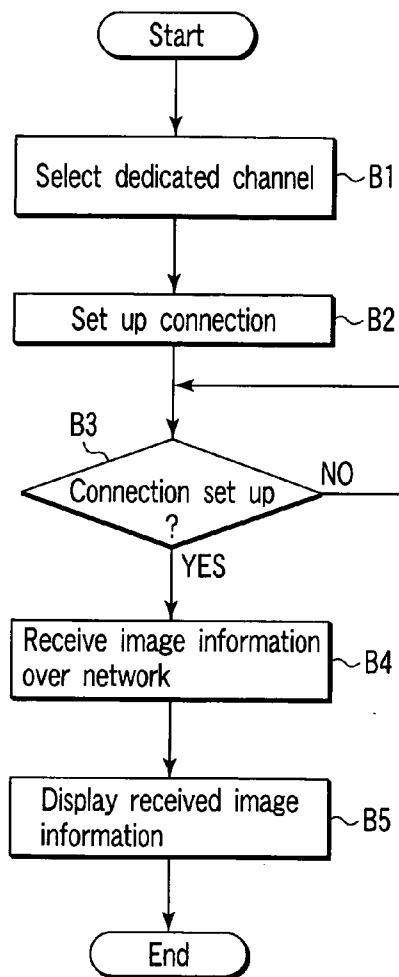 Start
Select dedicated channel
B1
Set up connection
B2
B3
Connection set up
?
NO
YES
Receive image information
over network
B4
Display received image
information
B5
End